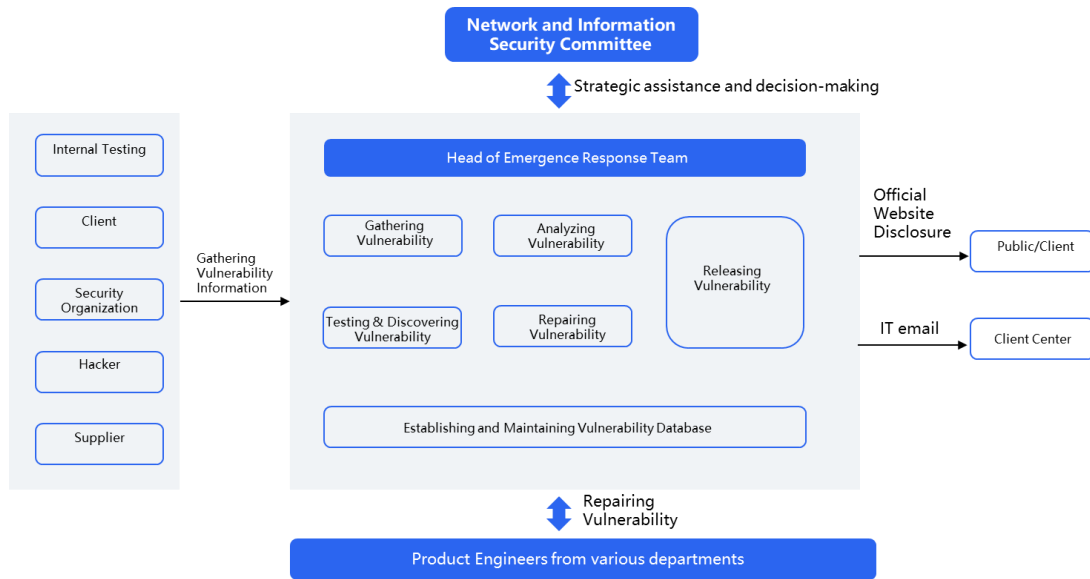 Network and Information
Security Committee
Strategic assistance and decision-making
Internal Testing
Client
Security
Organization
Hacker
Supplier
Gathering
Vulnerability
Information
Head of Emergence Response Team
Gathering
Vulnerability
Analyzing
Vulnerability
Releasing
Vulnerability
Testing & Discovering
Vulnerability
Repairing
Vulnerability
Establishing and Maintaining Vulnerability Database
Official
Website
Disclosure
Public/Client
IT email
Client Center
Repairing
Vulnerability
Product Engineers from various departments